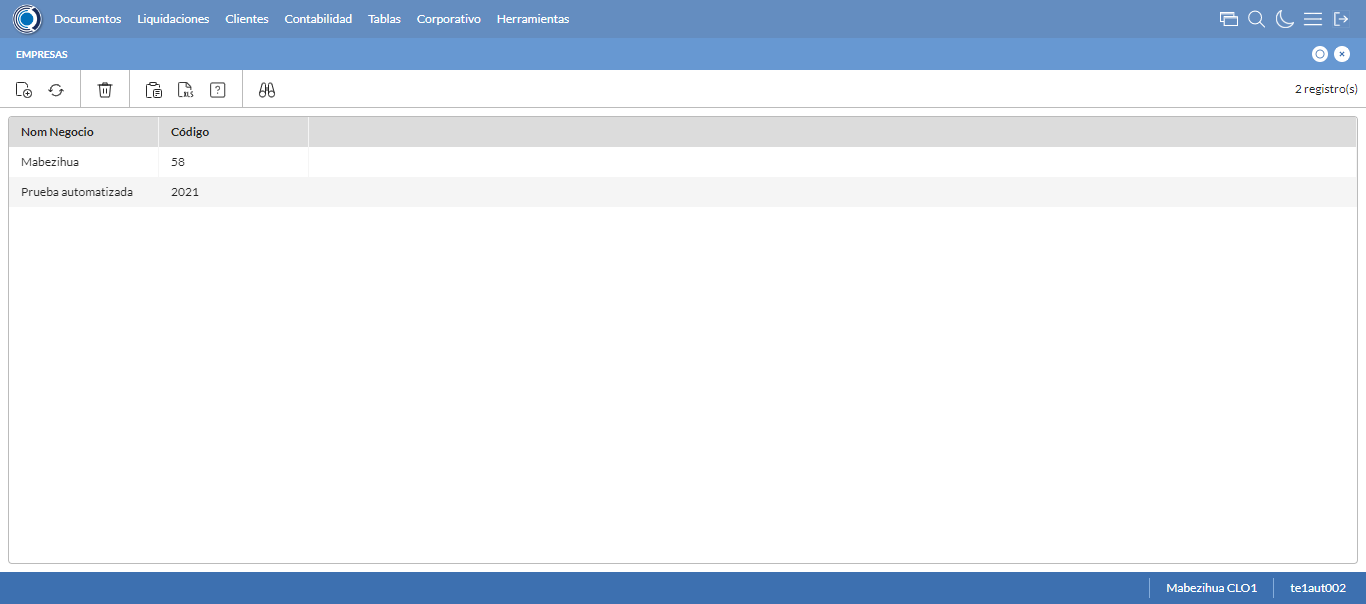 Documentos Liquidaciones Clientes Contabilidad Tablas Corporativo Herramientas
EMPRESAS
XLS ? 2 registro(s)
Nom Negocio Código
Mabezihua 58
Prueba automatizada 2021
Mabezihua CLO1 te1aut002